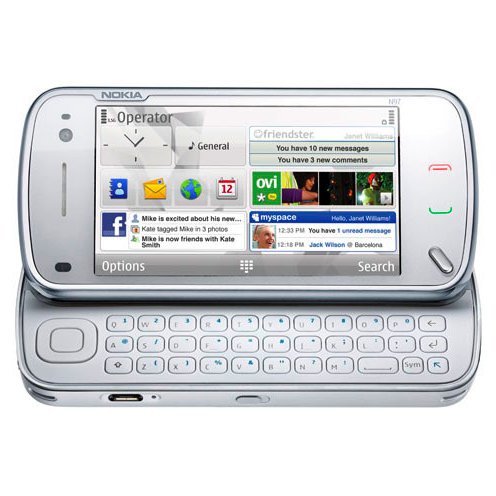 NOKIA
N97
Operator
friendster
Janet Williams
General
You have 10 new messages
You have 3 new comments
12
ovi
Mike is excited about his new...
Kate tagged Mike in 3 photos
Mike is now friends with Kate Smith
myspace
Hello, Janet Williams!
12:33 PM You have 1 unread message
12:18 PM Jack Wilson @ Barcelona
Options
Search
Q W E R T Y U I O P
A S D F G H J K L
Z X C V B N M
Sym